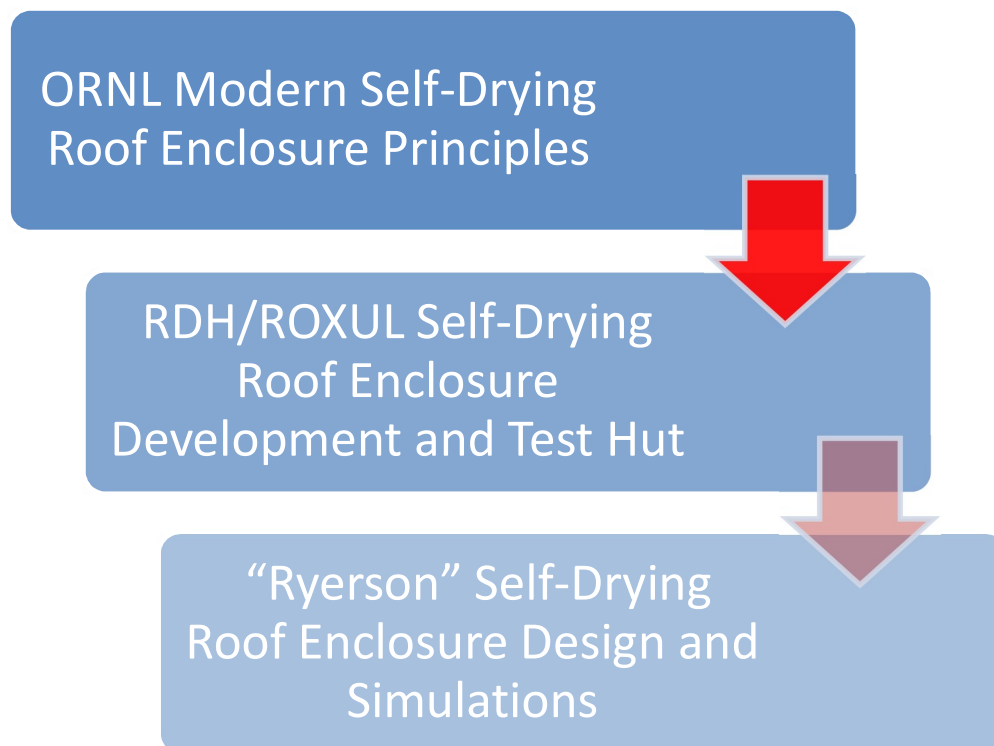 ORNL Modern Self-Drying
Roof Enclosure Principles
RDH/ROXUL Self-Drying
Roof Enclosure
Development and Test Hut
“Ryerson” Self-Drying
Roof Enclosure Design and
Simulations